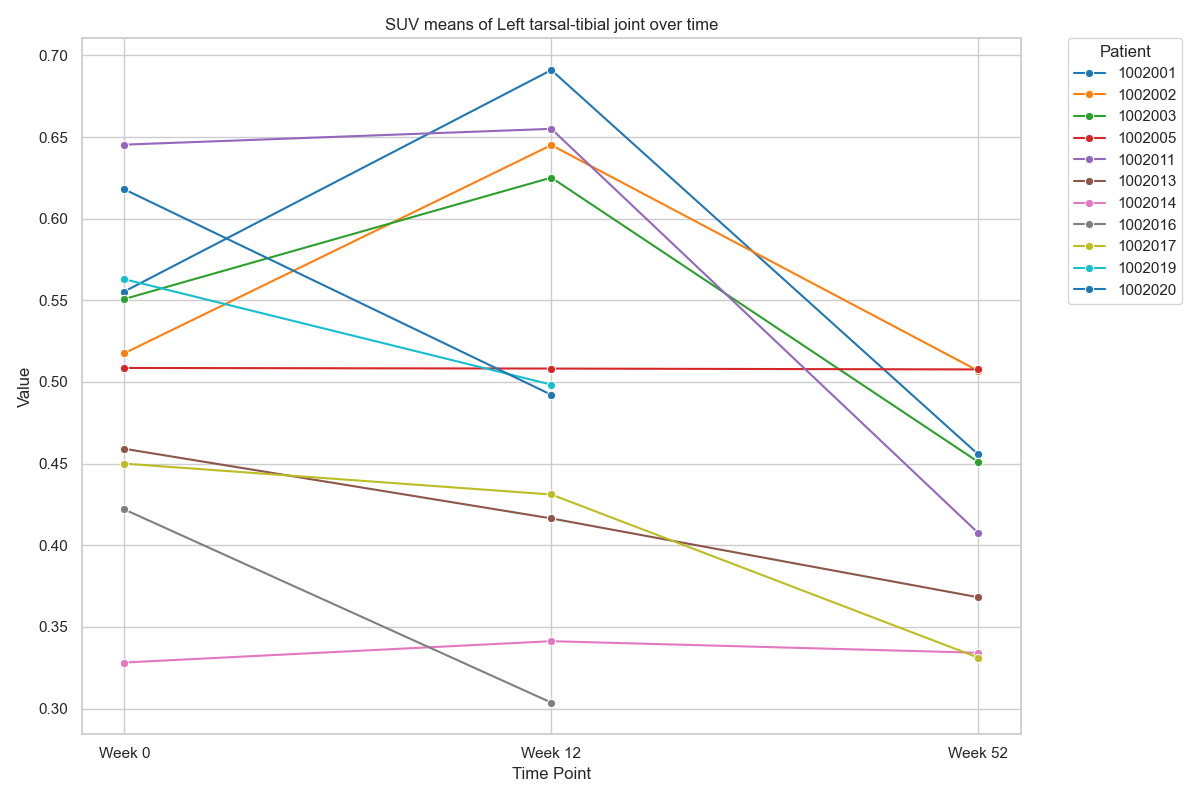 SUV means of Left tarsal-tibial joint over time
0.70
0.65
0.60
0.55
0.50
0.45
0.40
0.35
0.30
Value
Week 0
Week 12
Week 52
Time Point
Patient
1002001
1002002
1002003
1002005
1002011
1002013
1002014
1002016
1002017
1002019
1002020